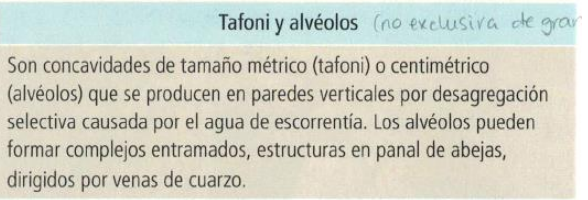 Tafoni y alvéolos (no exclusiva de gran
Son concavidades de tamaño métrico (tafoni) o centimétrico
(alvéolos) que se producen en paredes verticales por desagregación
selectiva causada por el agua de escorrentía. Los alvéolos pueden
formar complejos entramados, estructuras en panal de abejas,
dirigidos por venas de cuarzo.